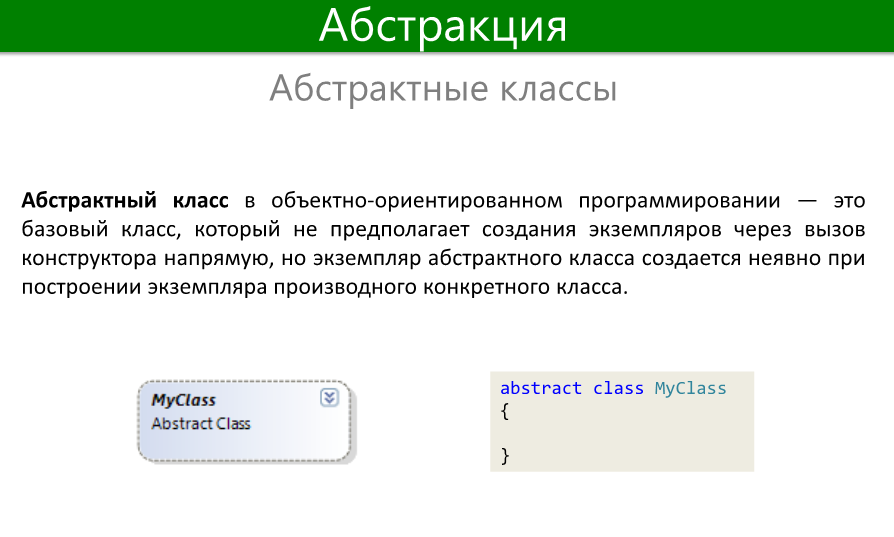 Абстракция
Абстрактные классы
Абстрактный класс в объектно-ориентированном программировании — это
базовый класс, который не предполагает создания экземпляров через вызов
конструктора напрямую, но экземпляр абстрактного класса создается неявно при
построении экземпляра производного конкретного класса.
MyClass
Abstract Class
abstract class MyClass
{
}